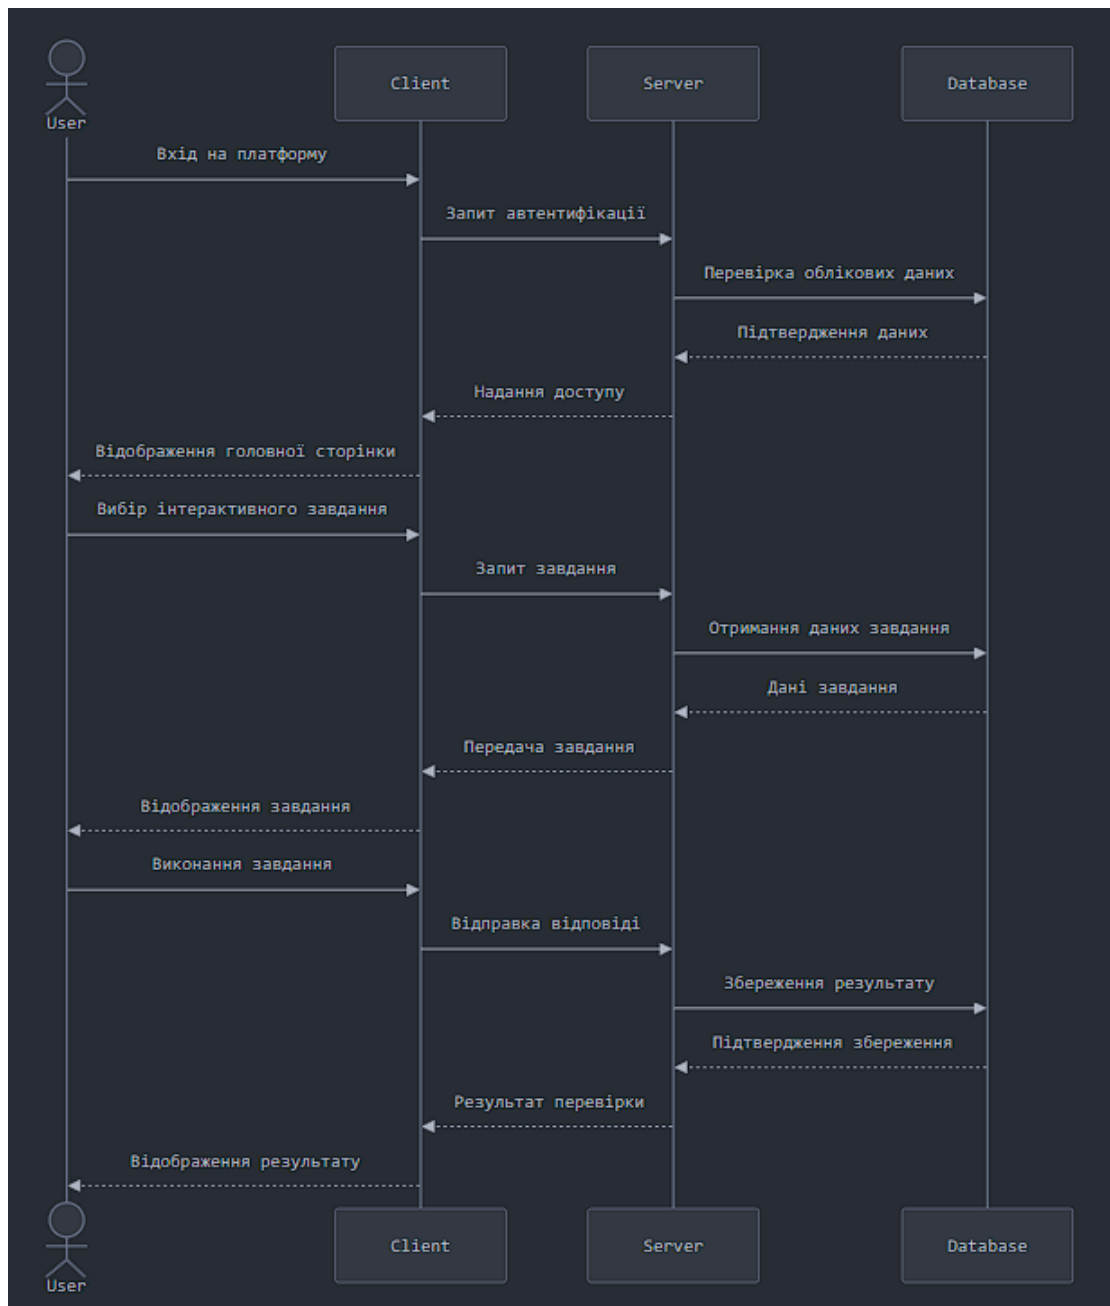 User
Client
Server
Database
Вхід на платформу
Запит автентифікації
Перевірка облікових даних
Підтвердження даних
Надання доступу
Відображення головної сторінки
Вибір інтерактивного завдання
Запит завдання
Отримання даних завдання
Дані завдання
Передача завдання
Відображення завдання
Виконання завдання
Відправка відповіді
Збереження результату
Підтвердження збереження
Результат перевірки
Відображення результату
User
Client
Server
Database